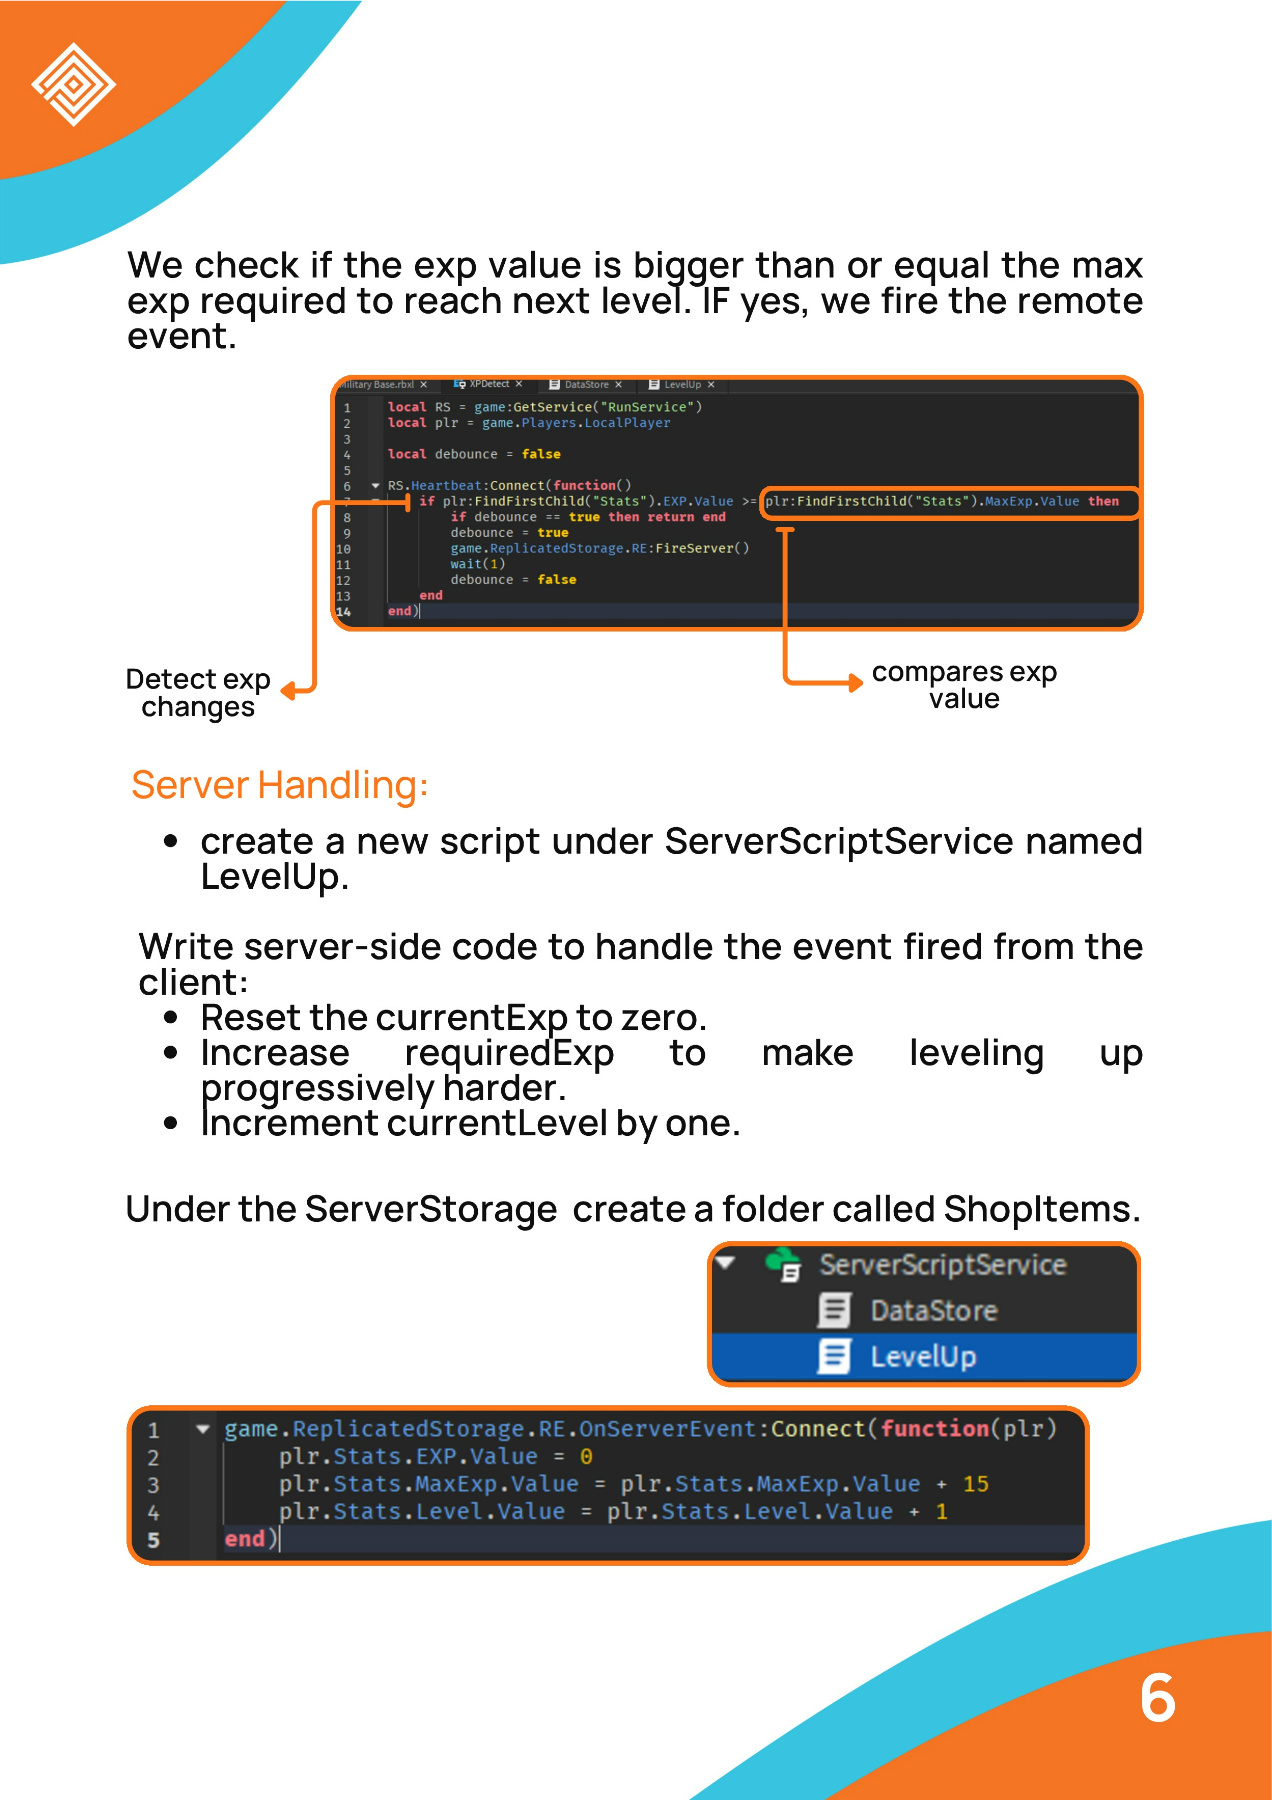 We check if the exp value is bigger than or equal the max
exp required to reach next level. IF yes, we fire the remote
event.
Military Base.rbxl × XPDetect × DataStore × LevelUp ×
1 local RS = game:GetService("RunService")
2 local plr = game.Players.LocalPlayer
3
4 local debounce = false
5
6 RS.Heartbeat:Connect(function()
7 if plr:FindFirstChild("Stats").EXP.Value >= plr:FindFirstChild("Stats").MaxExp.Value then
8 if debounce == true then return end
9 debounce = true
10 game.ReplicatedStorage.RE:FireServer()
11 wait(1)
12 debounce = false
13 end
14 end)
Detect exp
changes
compares exp
value
Server Handling:
• create a new script under ServerScriptService named
LevelUp.
Write server-side code to handle the event fired from the
client:
• Reset the currentExp to zero.
• Increase requiredExp to make leveling up
progressively harder.
• Increment currentLevel by one.
Under the ServerStorage create a folder called ShopItems.
ServerScriptService
DataStore
LevelUp
1 game.ReplicatedStorage.RE.OnServerEvent:Connect(function(plr)
2 plr.Stats.EXP.Value = 0
3 plr.Stats.MaxExp.Value = plr.Stats.MaxExp.Value + 15
4 plr.Stats.Level.Value = plr.Stats.Level.Value + 1
5 end)
6